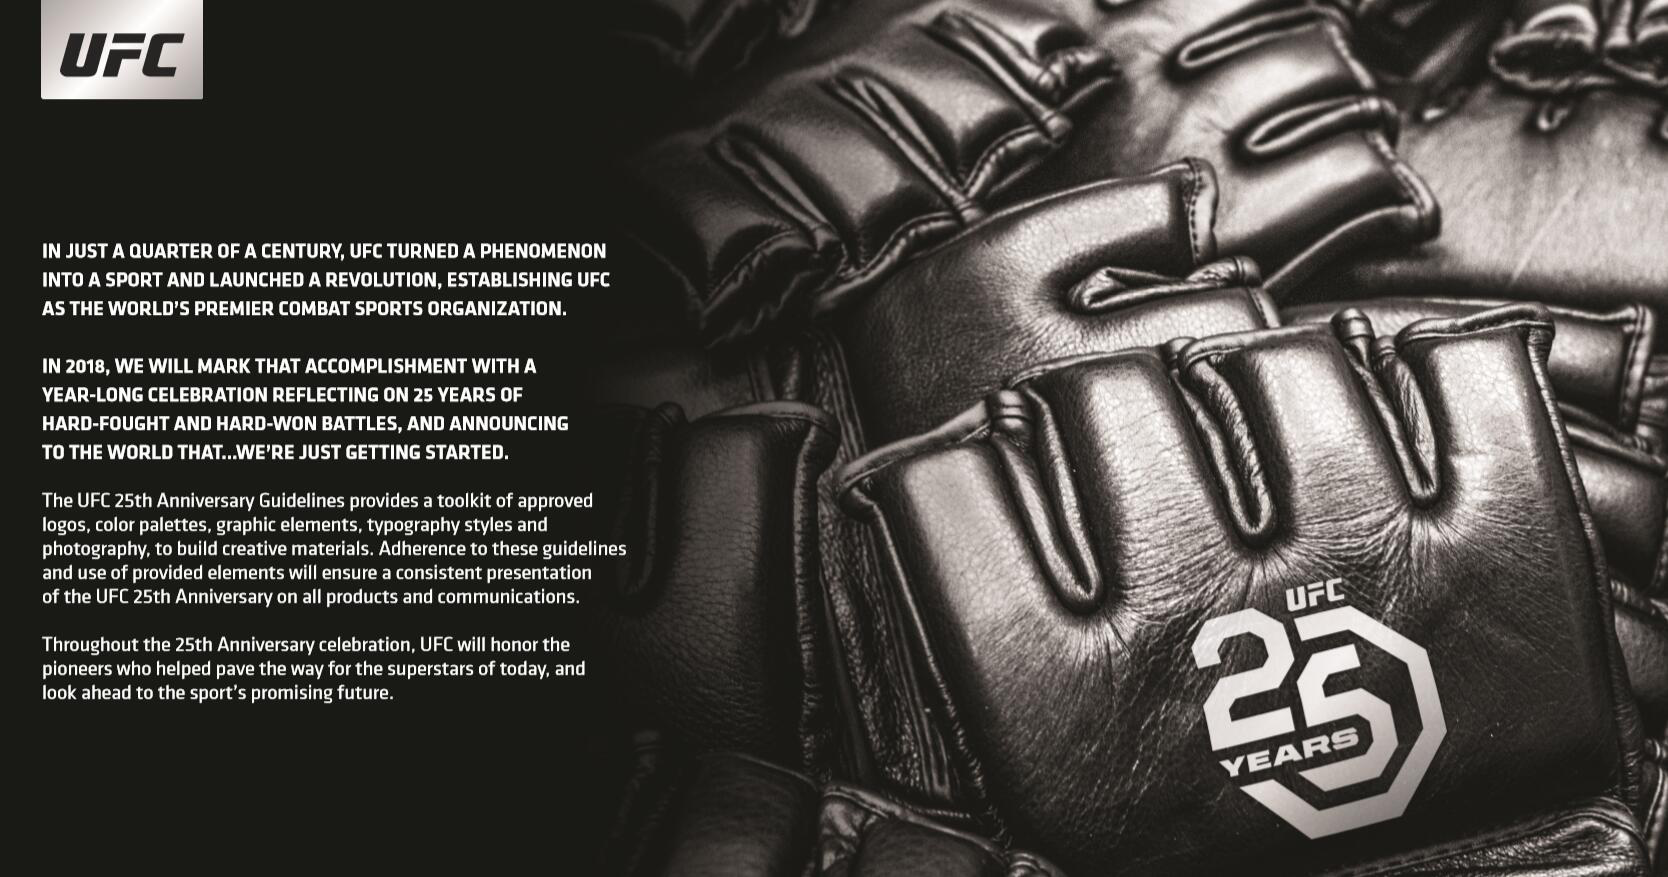 UFC
IN JUST A QUARTER OF A CENTURY, UFC TURNED A PHENOMENON
INTO A SPORT AND LAUNCHED A REVOLUTION, ESTABLISHING UFC
AS THE WORLD'S PREMIER COMBAT SPORTS ORGANIZATION.
IN 2018, WE WILL MARK THAT ACCOMPLISHMENT WITH A
YEAR-LONG CELEBRATION REFLECTING ON 25 YEARS OF
HARD-FOUGHT AND HARD-WON BATTLES, AND ANNOUNCING
TO THE WORLD THAT...WE'RE JUST GETTING STARTED.
The UFC 25th Anniversary Guidelines provides a toolkit of approved
logos, color palettes, graphic elements, typography styles and
photography, to build creative materials. Adherence to these guidelines
and use of provided elements will ensure a consistent presentation
of the UFC 25th Anniversary on all products and communications.
Throughout the 25th Anniversary celebration, UFC will honor the
pioneers who helped pave the way for the superstars of today, and
look ahead to the sport's promising future.
UFC
25
YEARS